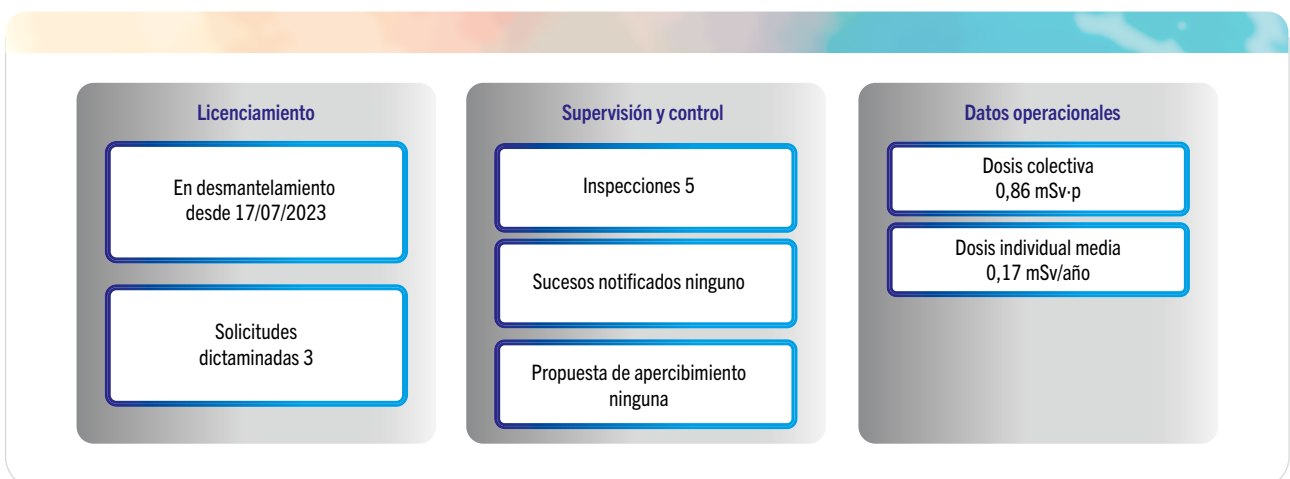 Licenciamiento
En desmantelamiento
desde 17/07/2023
Solicitudes
dictaminadas 3
Supervisión y control
Inspecciones 5
Sucesos notificados ninguno
Propuesta de apercibimiento
ninguna
Datos operacionales
Dosis colectiva
0,86 mSv·p
Dosis individual media
0,17 mSv/año